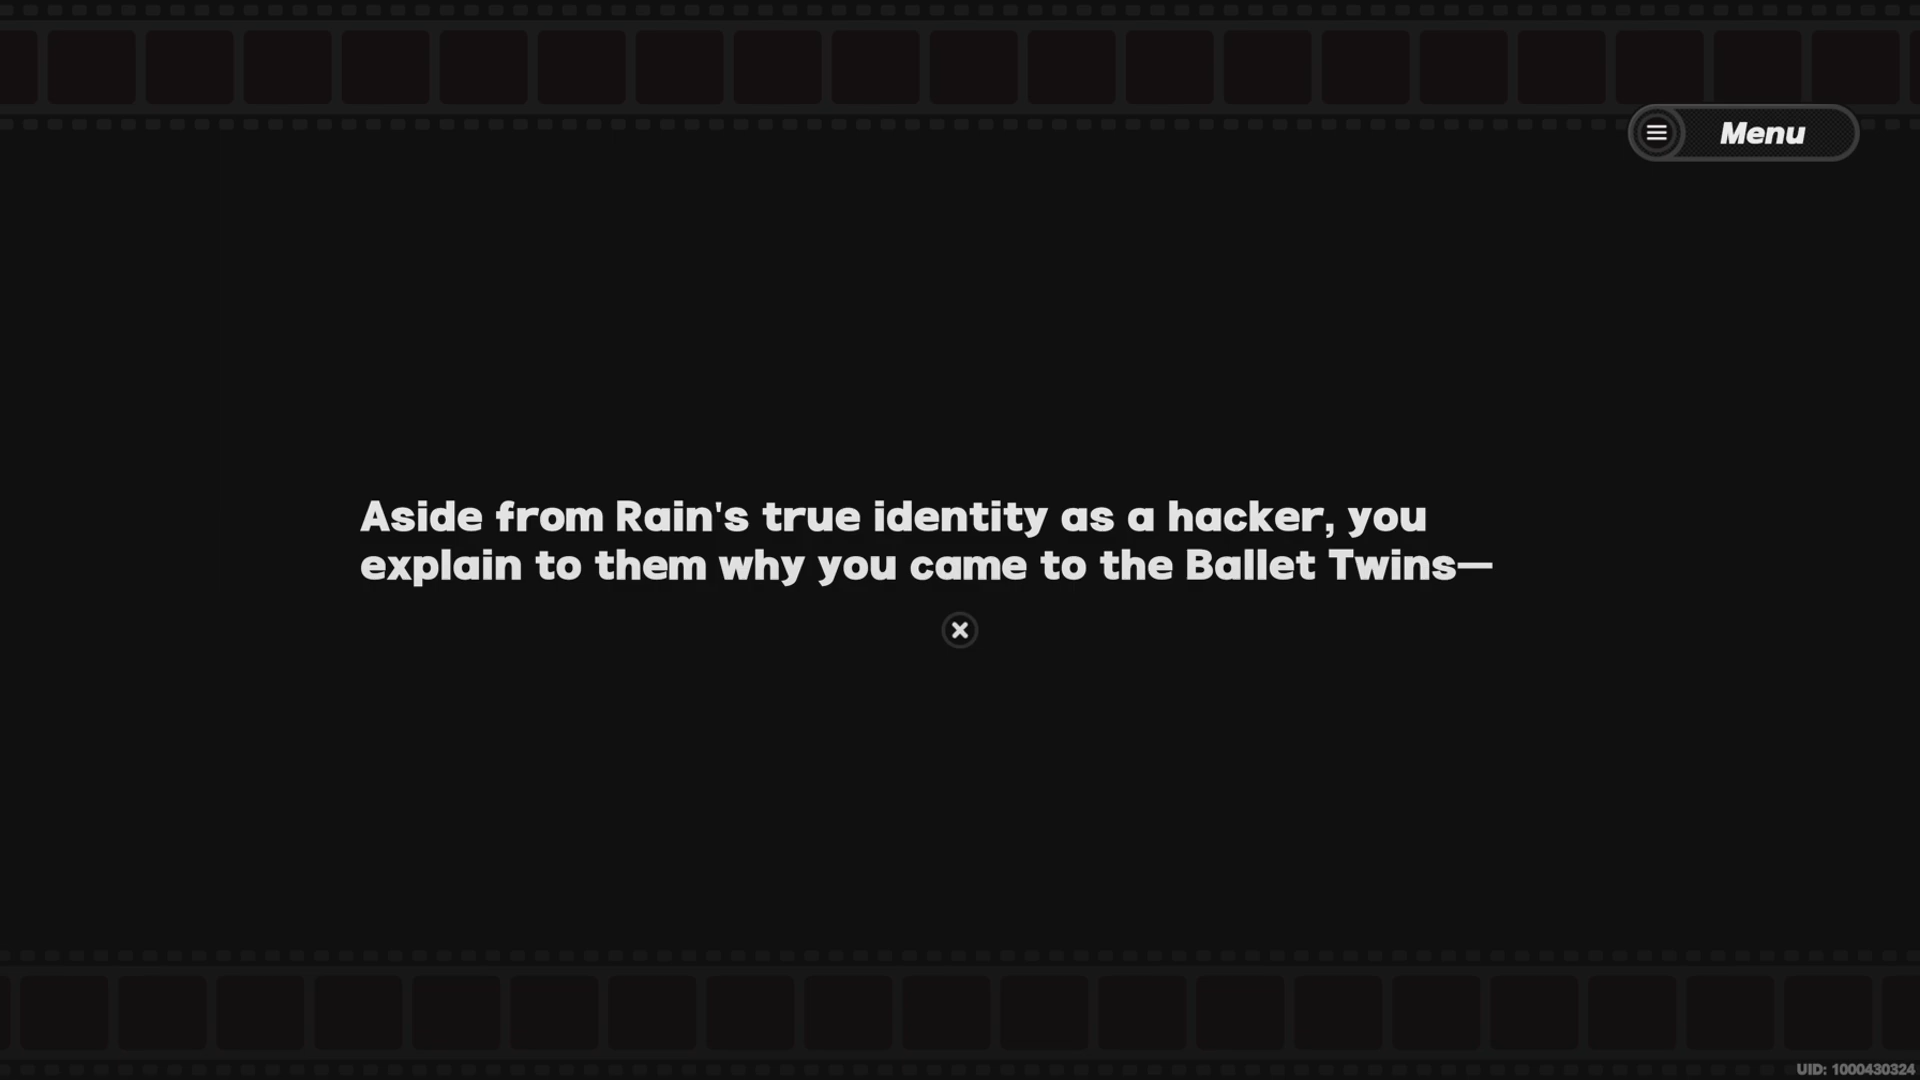 Menu
Aside from Rain's true identity as a hacker, you
explain to them why you came to the Ballet Twins—
UID: 1000430324